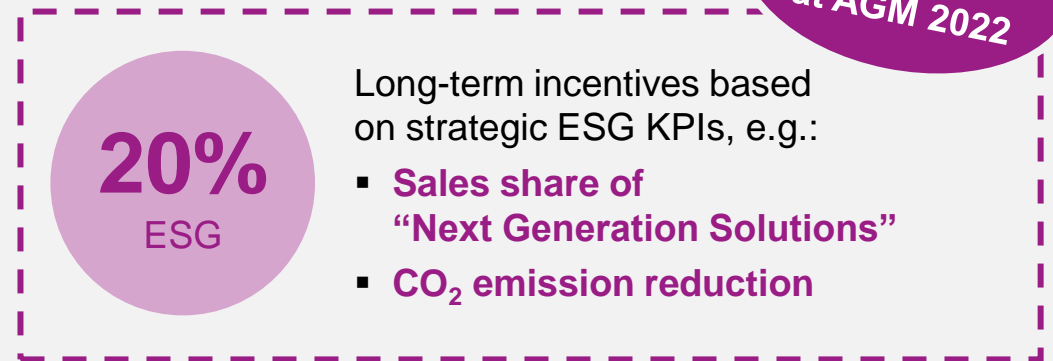 at AGM 2022
20%
ESG
Long-term incentives based
on strategic ESG KPIs, e.g.:
▪ Sales share of
“Next Generation Solutions”
▪ CO₂ emission reduction